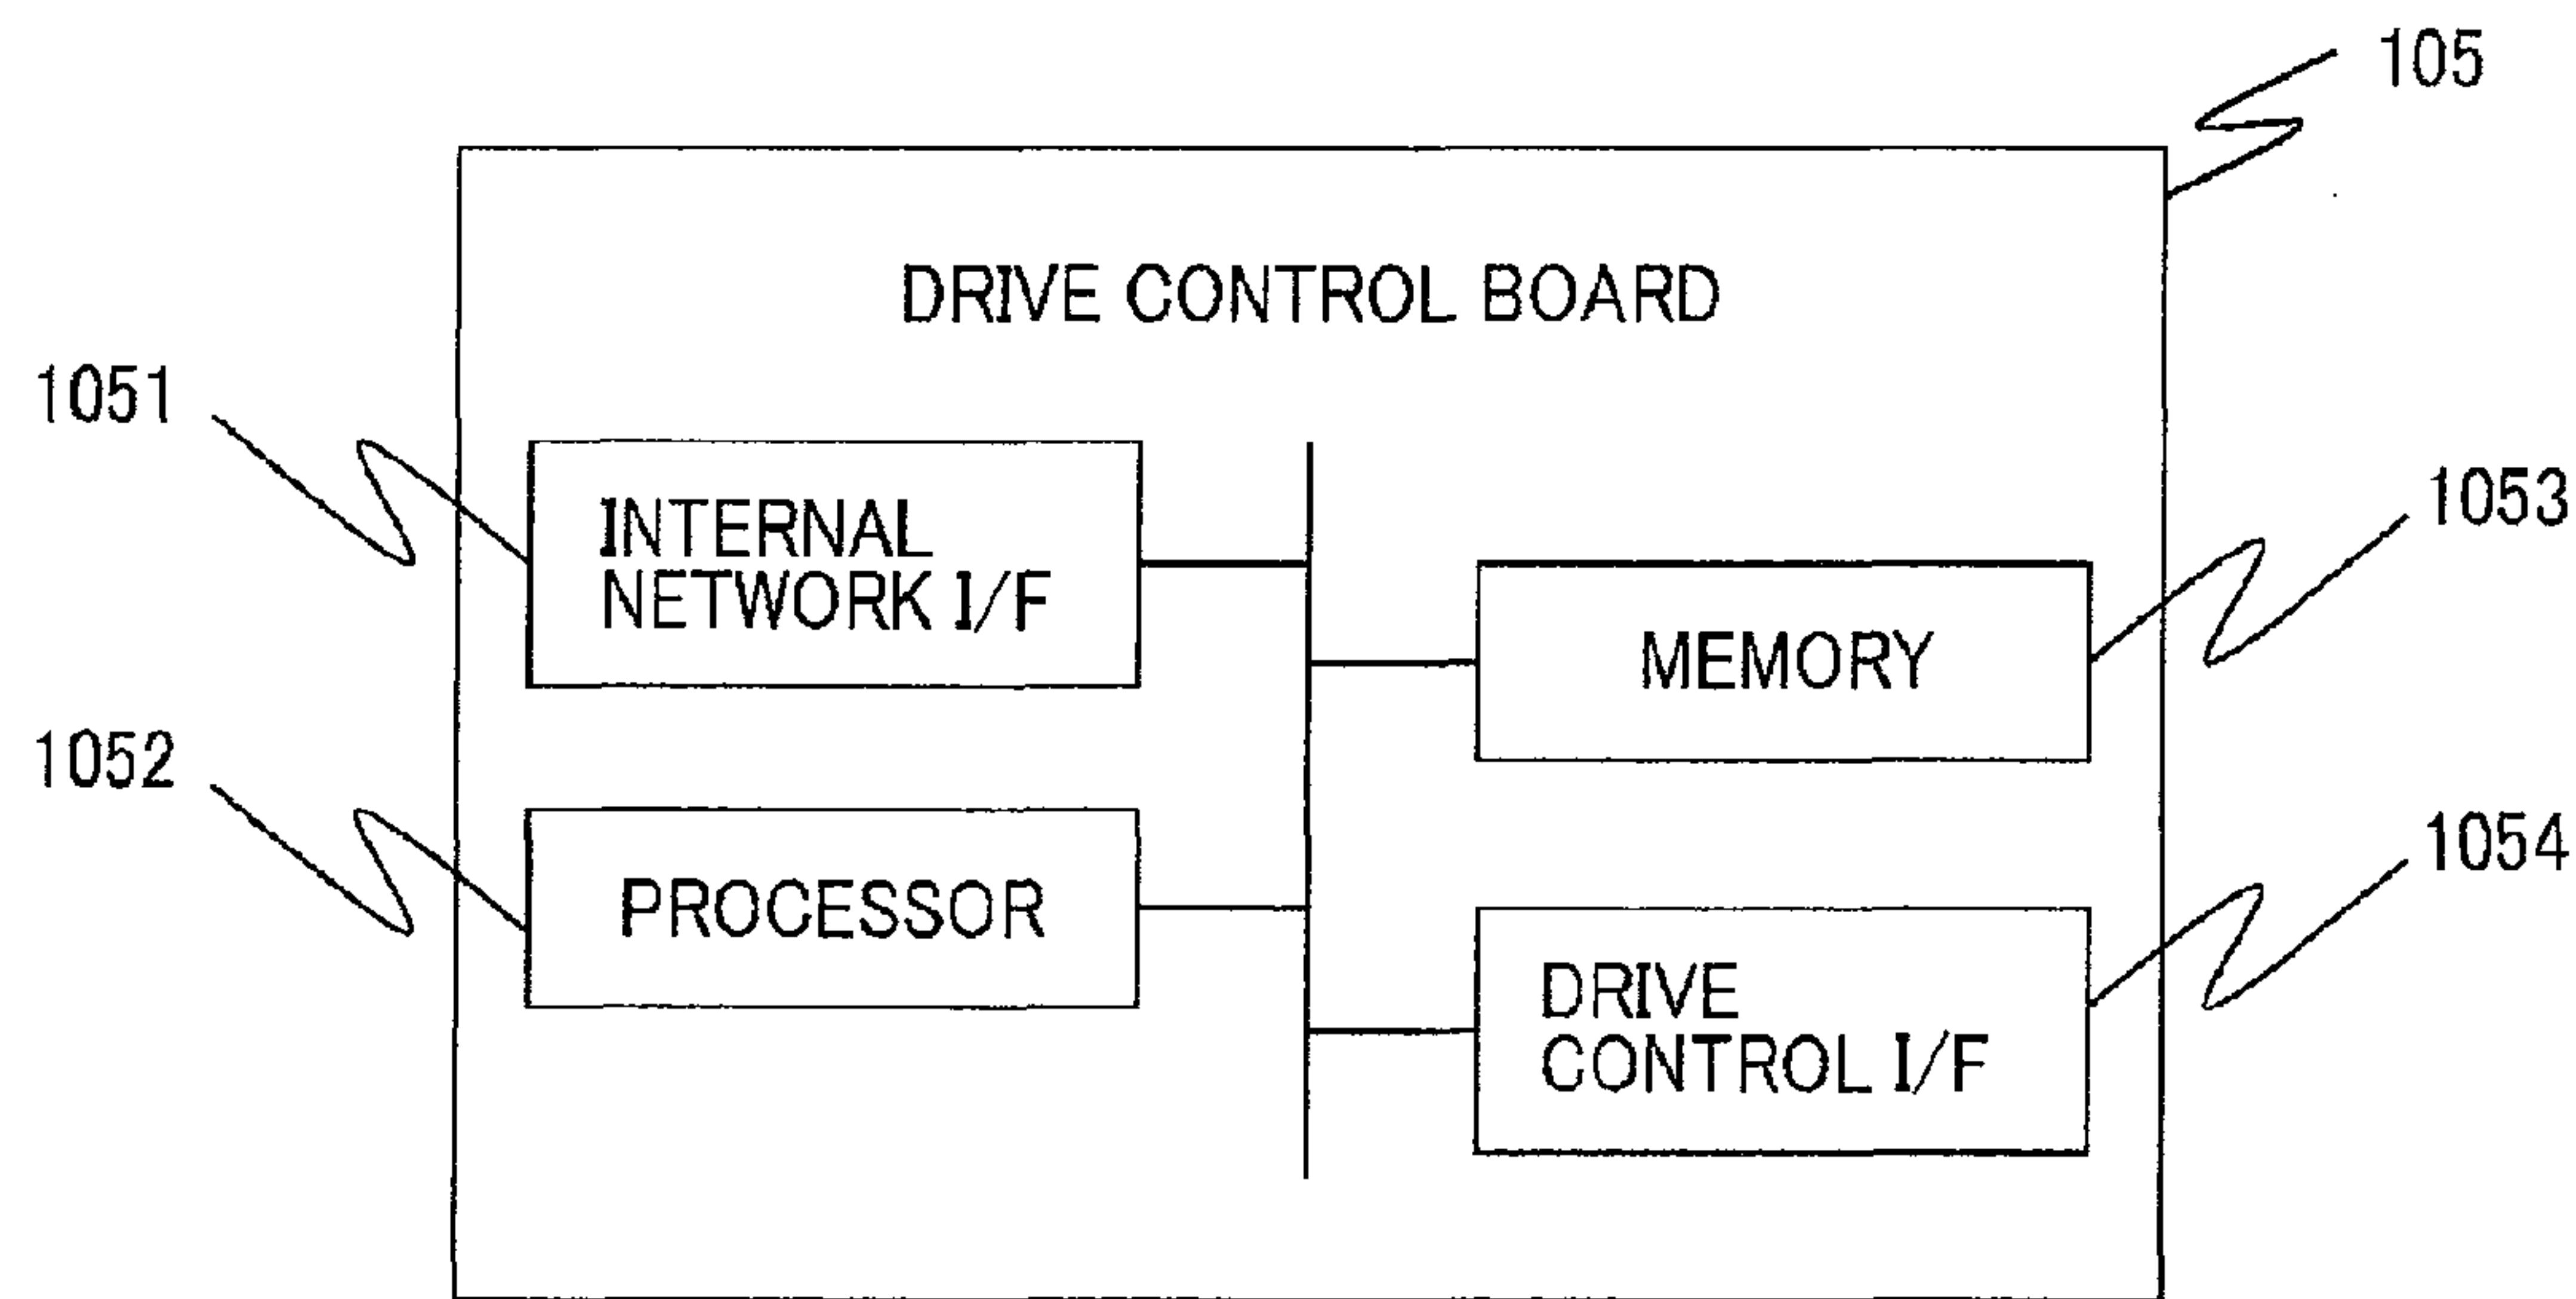 105
DRIVE CONTROL BOARD
1051
INTERNAL
NETWORK I/F
1053
MEMORY
1052
PROCESSOR
1054
DRIVE
CONTROL I/F